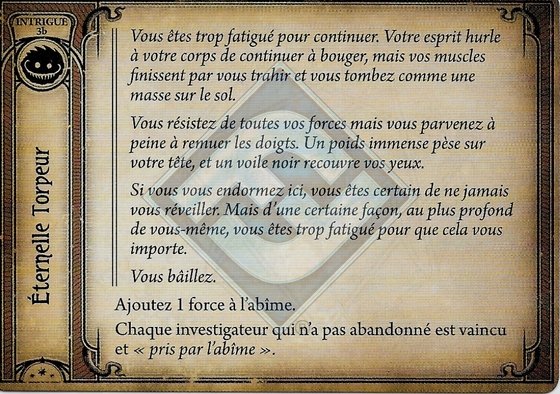 INTRIGUE
3b
Éternelle Torpeur
Vous êtes trop fatigué pour continuer. Votre esprit hurle
à votre corps de continuer à bouger, mais vos muscles
finissent par vous trahir et vous tombez comme une
masse sur le sol.
Vous résistez de toutes vos forces mais vous parvenez à
peine à remuer les doigts. Un poids immense pèse sur
votre tête, et un voile noir recouvre vos yeux.
Si vous vous endormez ici, vous êtes certain de ne jamais
vous réveiller. Mais d'une certaine façon, au plus profond
de vous-même, vous êtes trop fatigué pour que cela vous
importe.
Vous bâillez.
Ajoutez 1 force à l'abîme.
Chaque investigateur qui n'a pas abandonné est vaincu
et « pris par l'abîme ».